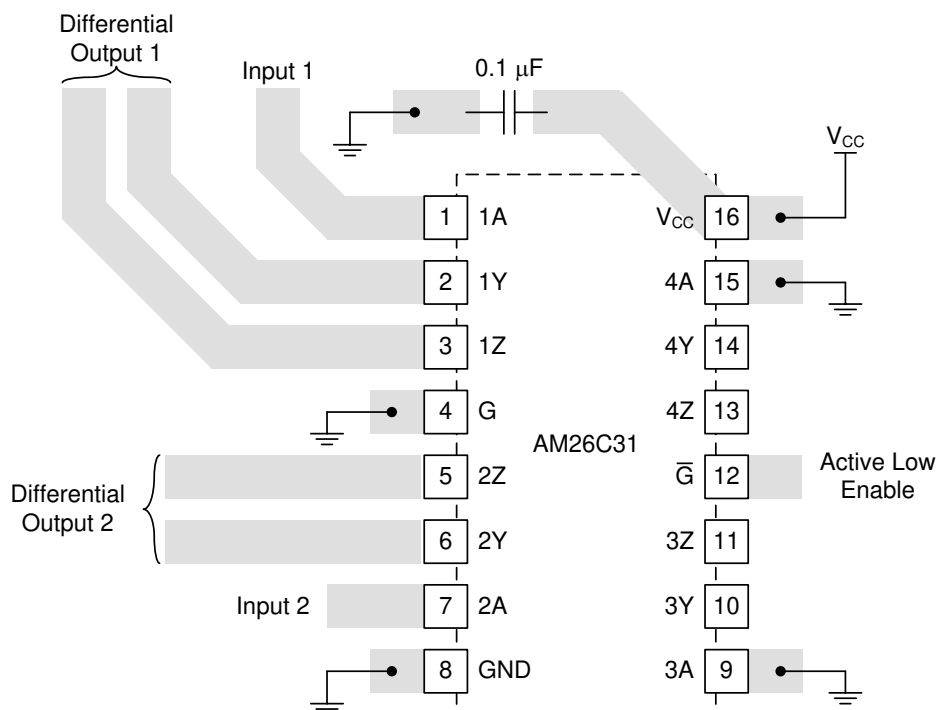 Differential
Output 1
Input 1
0.1 μF
V_CC
1 1A
V_CC 16
2 1Y
4A 15
3 1Z
4Y 14
4 G
4Z 13
AM26C31
5 2Z
G̅ 12
Active Low
Enable
Differential
Output 2
6 2Y
3Z 11
Input 2
7 2A
3Y 10
8 GND
3A 9